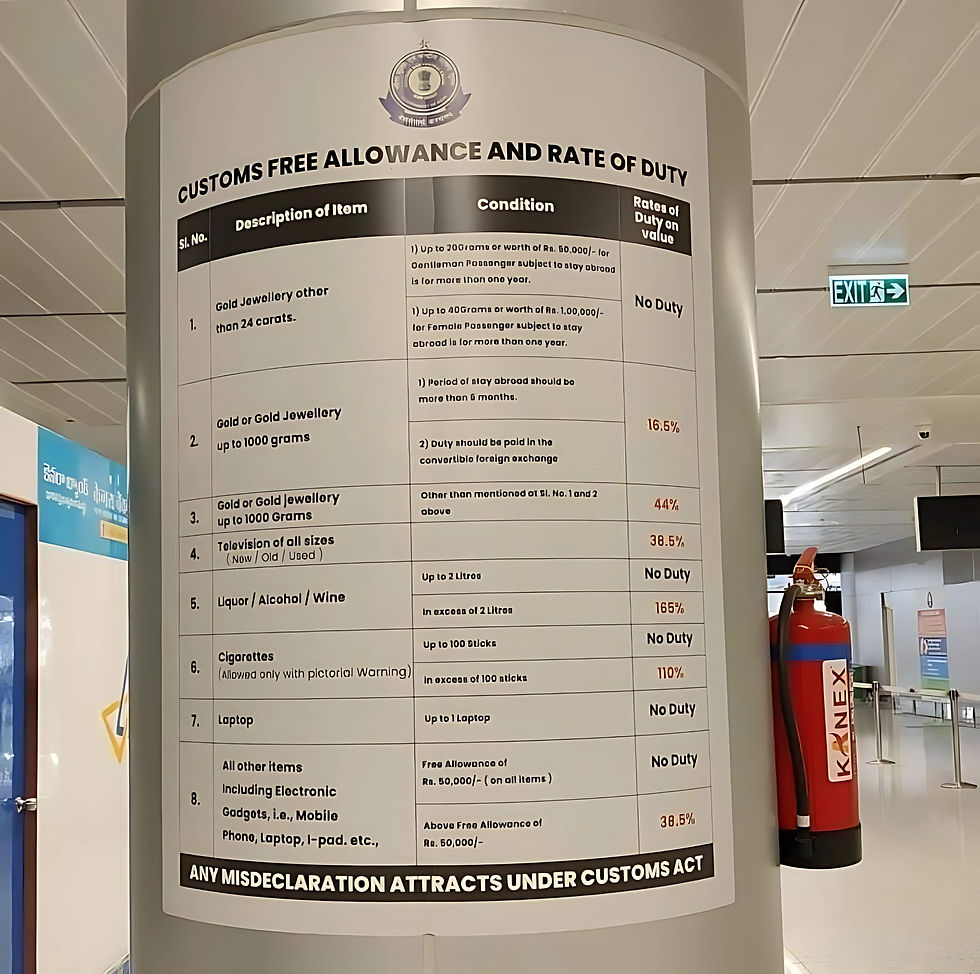 CUSTOMS FREE ALLOWANCE AND RATE OF DUTY
Sl. No.
Description of Item
Condition
Rates of
Duty on
value
1.
Gold Jewellery other
than 24 carats.
1) Up to 20Grams or worth of Rs. 50,000/- for
Gentleman Passenger subject to stay abroad
is for more than one year.
1) Up to 40Grams or worth of Rs. 1,00,000/-
for Female Passenger subject to stay
abroad is for more than one year.
No Duty
2.
Gold or Gold Jewellery
up to 1000 grams
1) Period of stay abroad should be
more than 6 months.
2) Duty should be paid in the
convertible foreign exchange
16.5%
3.
Gold or Gold jewellery
up to 1000 Grams
Other than mentioned at Sl. No. 1 and 2
above
44%
4.
Television of all sizes
(New / Old / Used )
38.5%
5.
Liquor / Alcohol / Wine
Up to 2 Litres
No Duty
In excess of 2 Litres
165%
6.
Cigarettes
(Allowed only with pictorial Warning)
Up to 100 Sticks
No Duty
In excess of 100 sticks
110%
7.
Laptop
Up to 1 Laptop
No Duty
8.
All other items
Including Electronic
Gadgets, i.e., Mobile
Phone, Laptop, I-pad. etc.,
Free Allowance of
Rs. 50,000/- ( on all items )
No Duty
Above Free Allowance of
Rs. 50,000/-
38.5%
ANY MISDECLARATION ATTRACTS UNDER CUSTOMS ACT
EXIT
KANEX